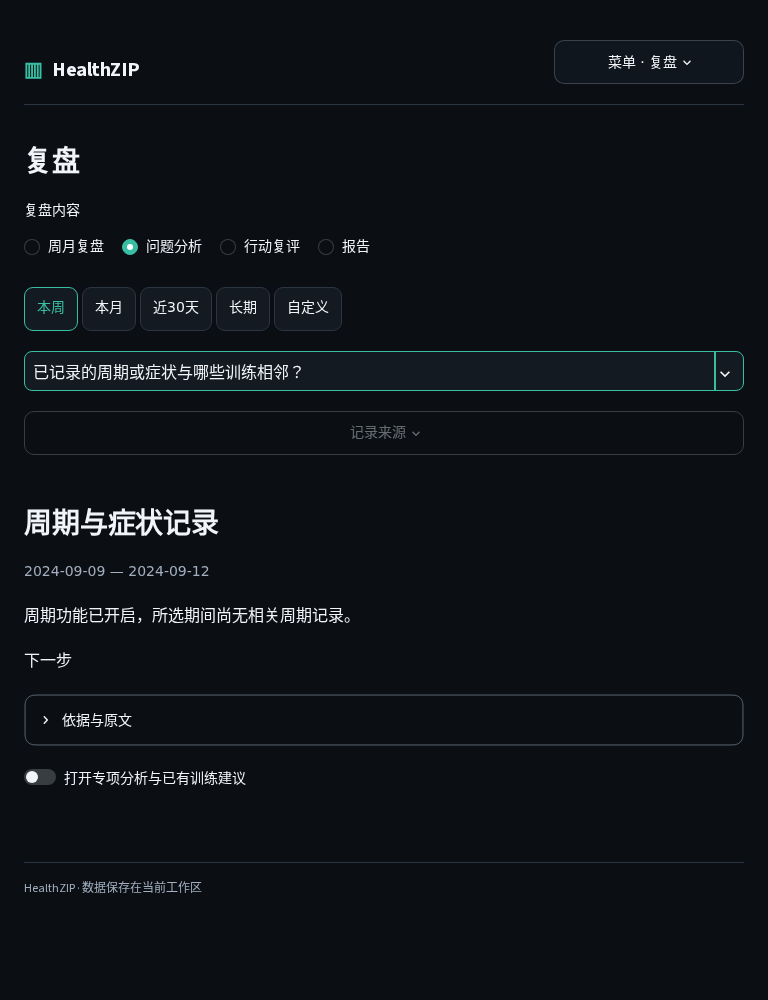 HealthZIP
菜单 · 复盘
复盘
复盘内容
周月复盘 问题分析 行动复评 报告
本周 本月 近30天 长期 自定义
已记录的周期或症状与哪些训练相邻？
记录来源
周期与症状记录
2024-09-09 — 2024-09-12
周期功能已开启，所选期间尚无相关周期记录。
下一步
依据与原文
打开专项分析与已有训练建议
HealthZIP · 数据保存在当前工作区